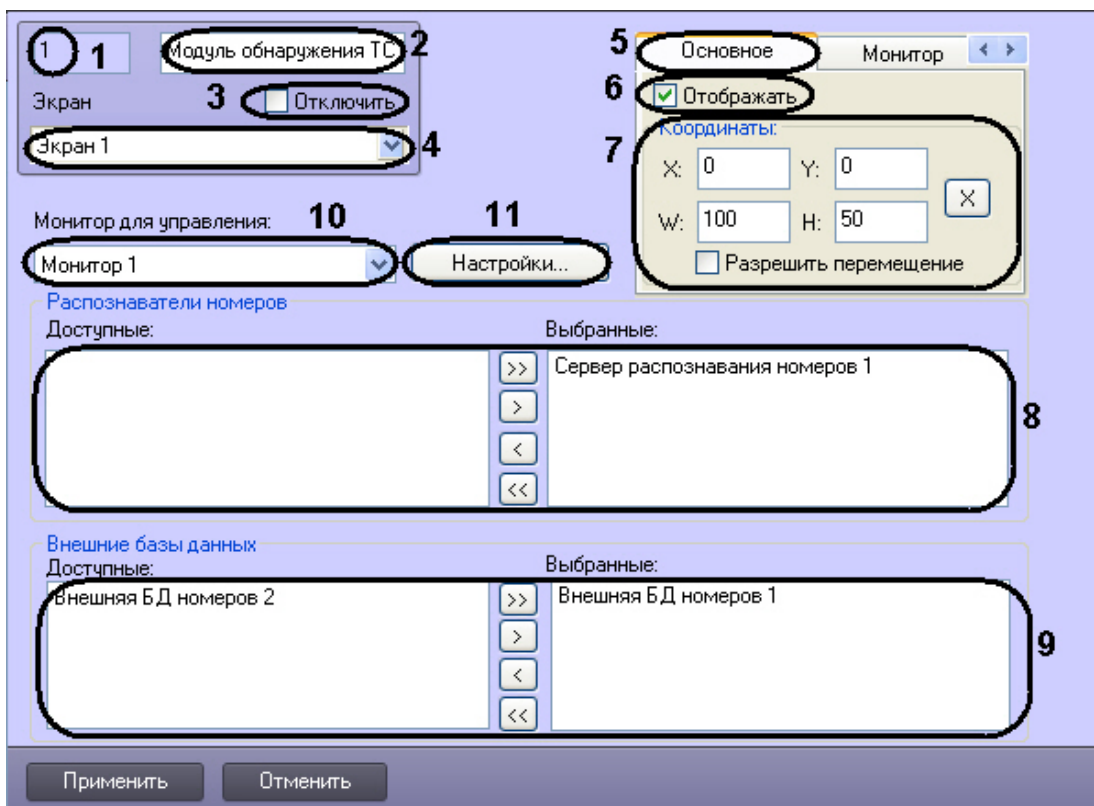 1 1 Модуль обнаружения ТС 2
Экран 3 Отключить
Экран 1 4
5 Основное Монитор
6 Отображать
7 Координаты:
X: 0 Y: 0 X
W: 100 H: 50
Разрешить перемещение
Монитор для управления: 10 11
Монитор 1 Настройки...
Распознаватели номеров
Доступные: Выбранные:
>> Сервер распознавания номеров 1
>
<
<<
8
Внешние базы данных
Доступные: Выбранные:
Внешняя БД номеров 2 >> Внешняя БД номеров 1
>
<
<<
9
Применить Отменить